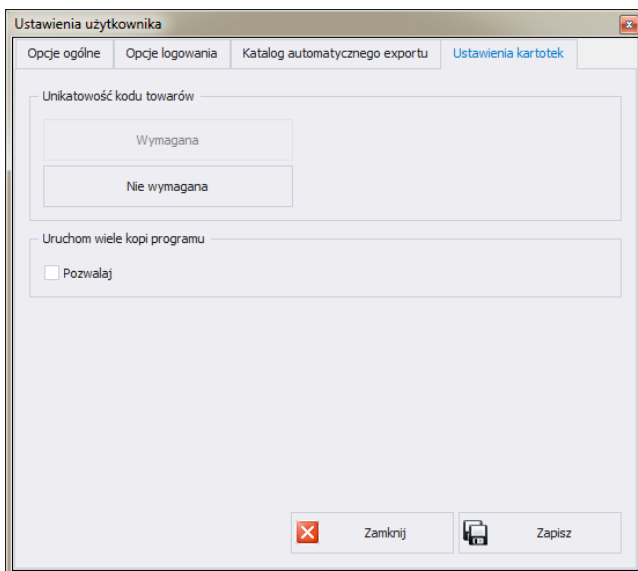 Ustawienia użytkownika
Opcje ogólne Opcje logowania Katalog automatycznego exportu Ustawienia kartotek
Unikatowość kodu towarów
Wymagana
Nie wymagana
Uruchom wiele kopi programu
Pozwalaj
Zamknij Zapisz